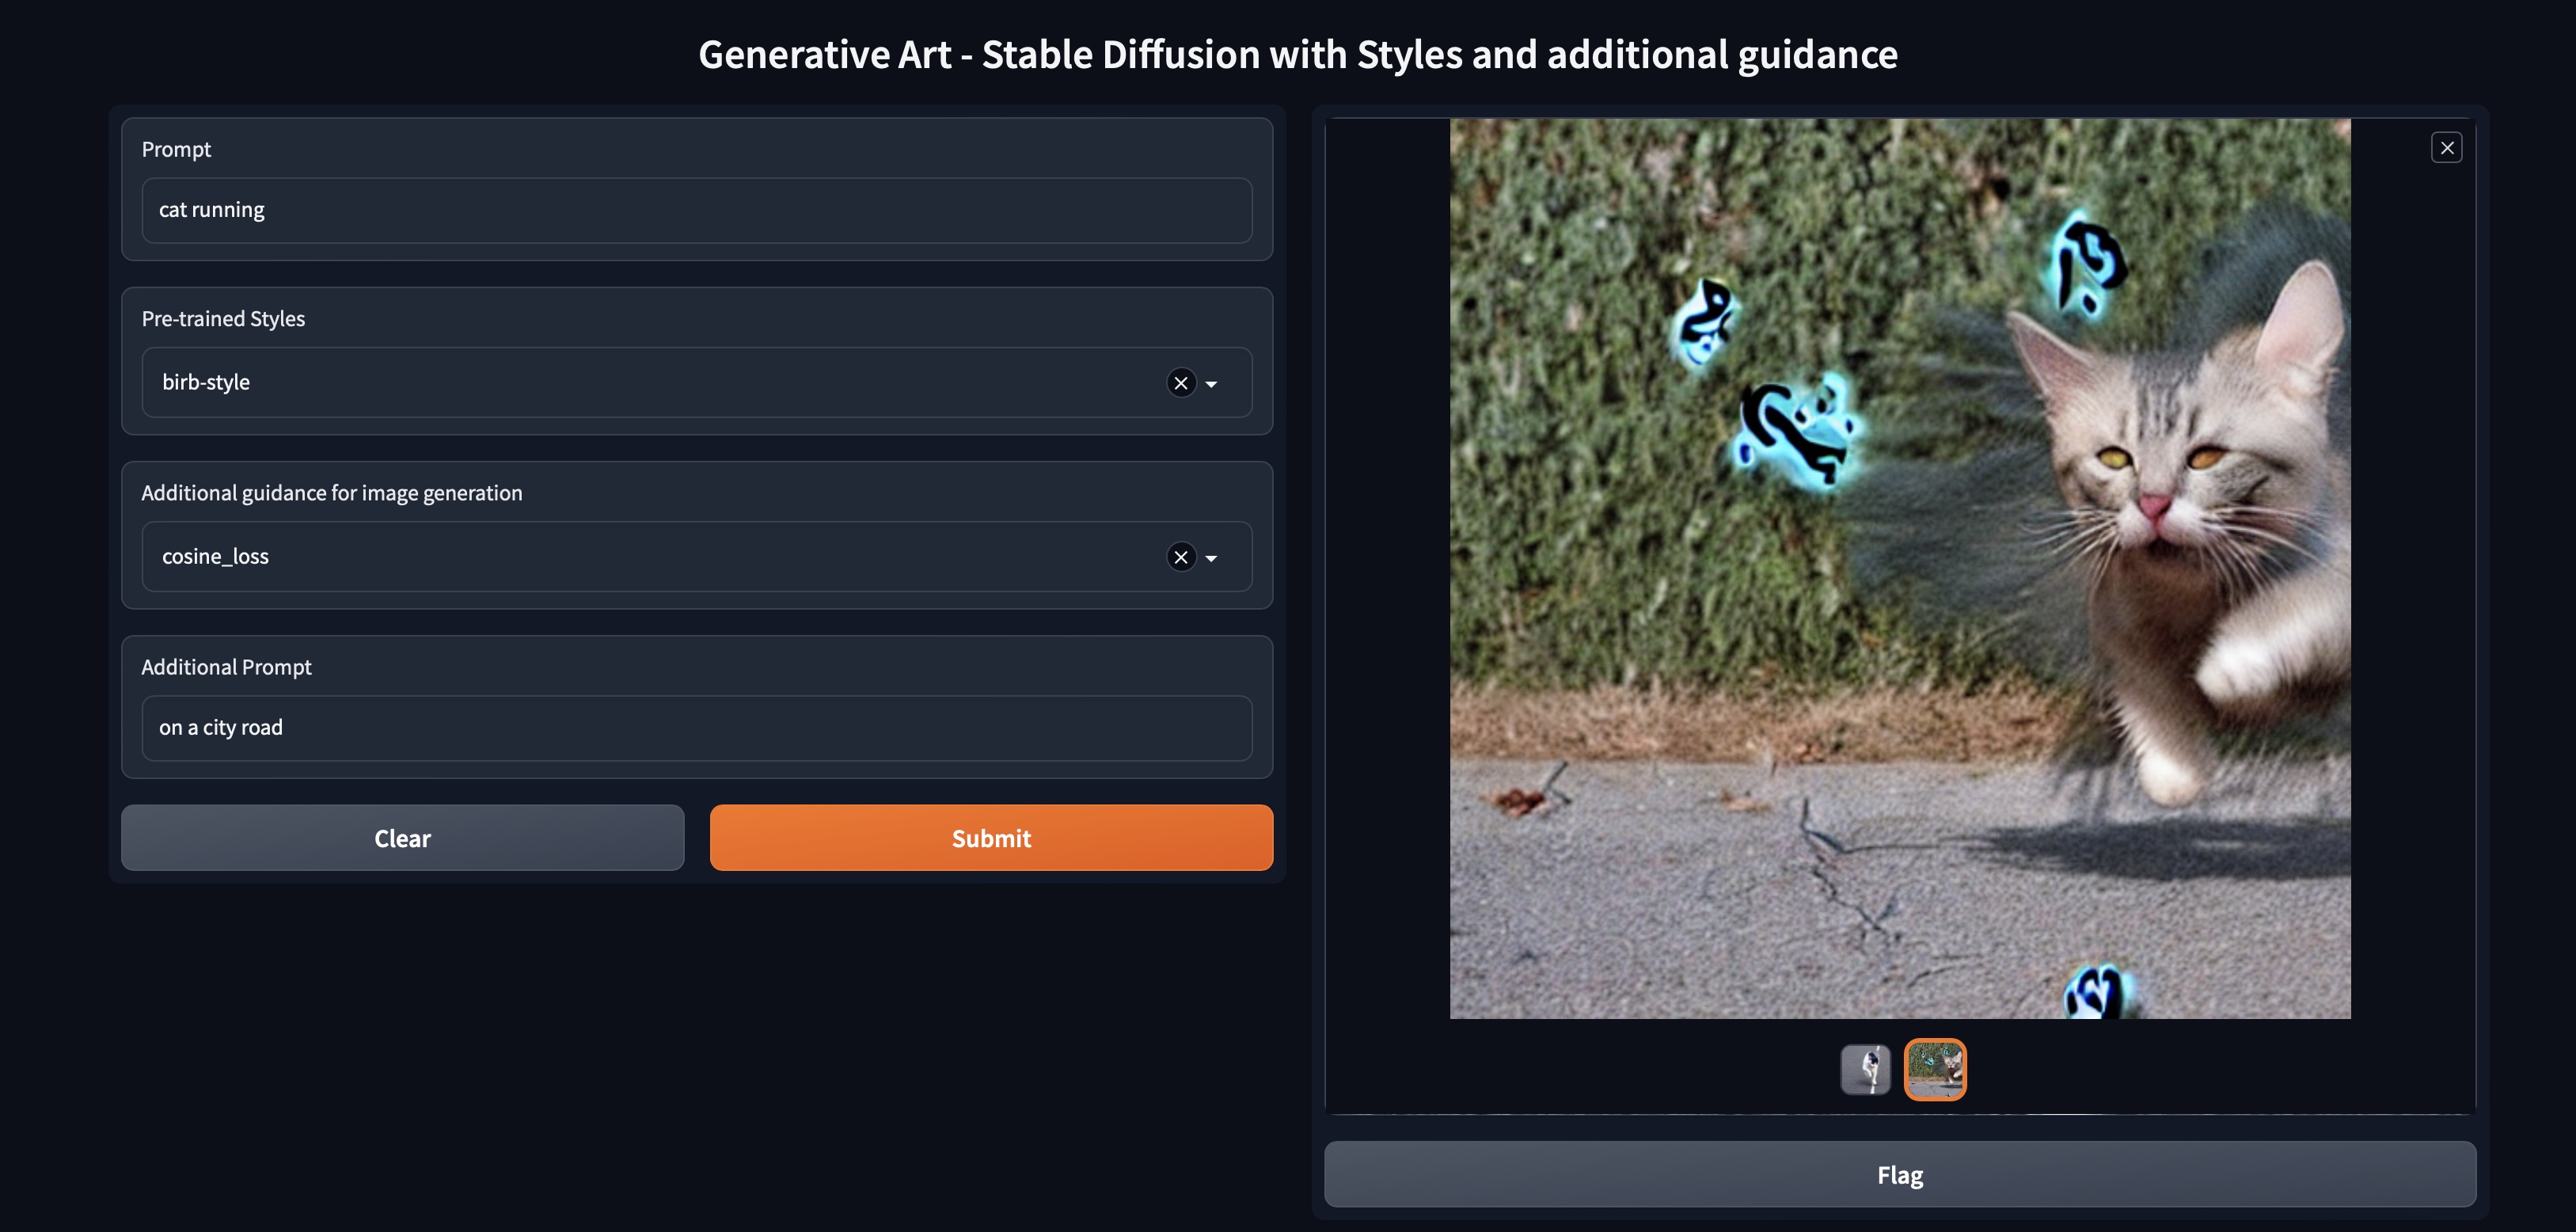 Generative Art - Stable Diffusion with Styles and additional guidance
Prompt
cat running
Pre-trained Styles
birb-style
Additional guidance for image generation
cosine_loss
Additional Prompt
on a city road
Clear
Submit
Flag